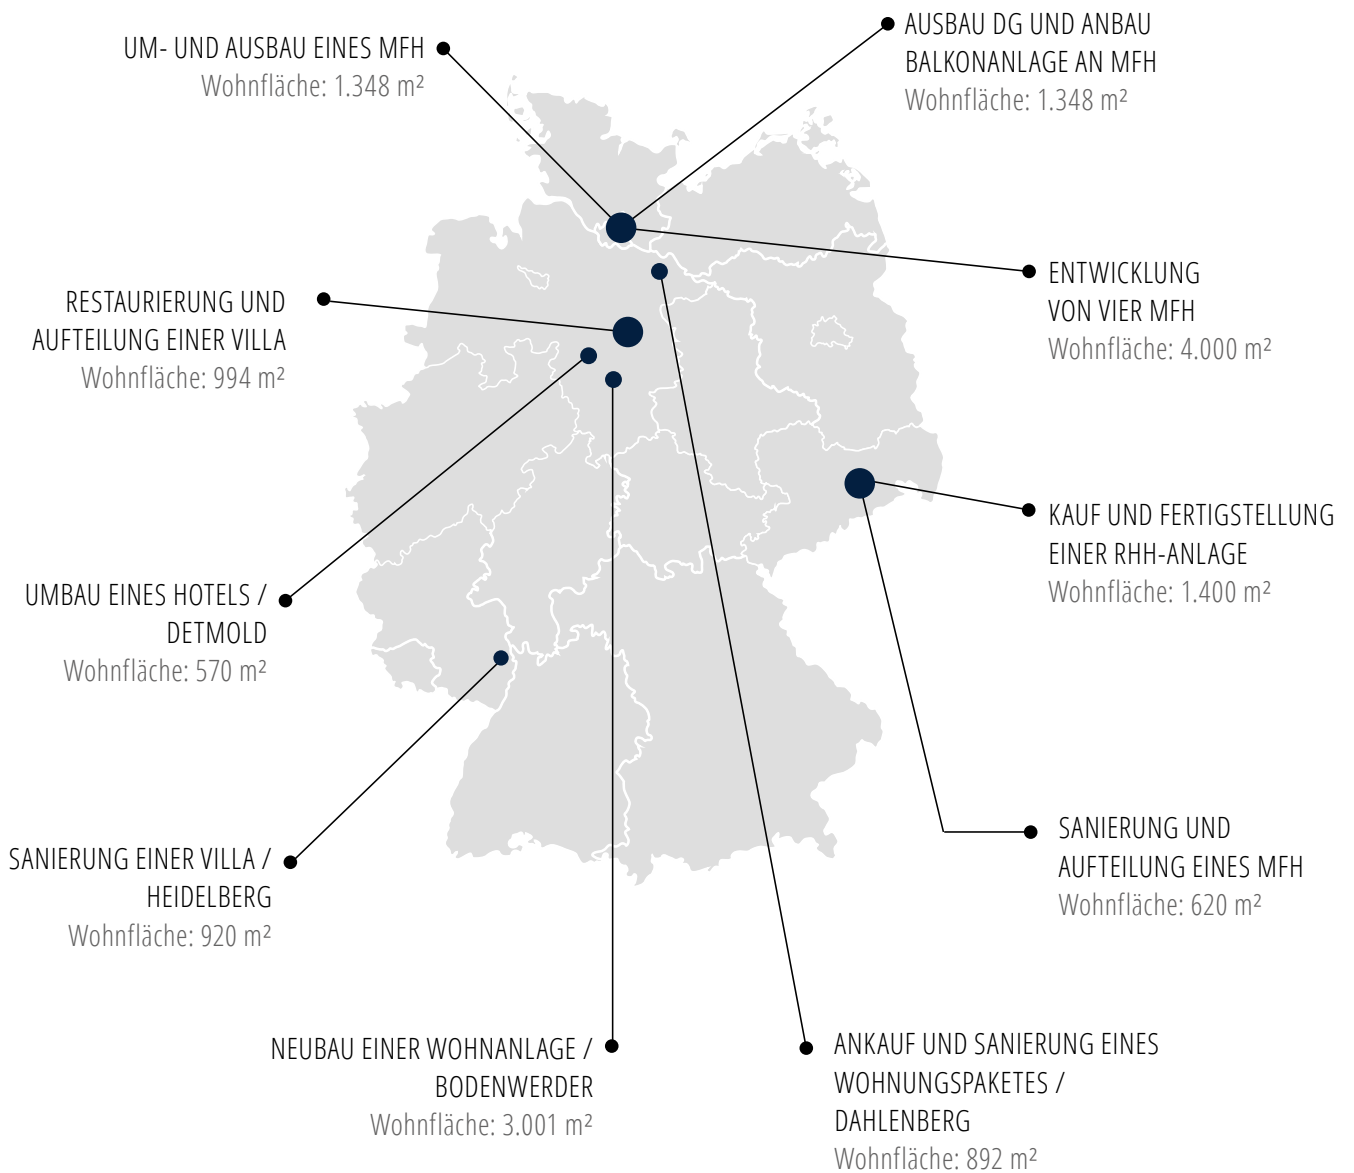 UM- UND AUSBAU EINES MFH
Wohnfläche: 1.348 m²
AUSBAU DG UND ANBAU
BALKONANLAGE AN MFH
Wohnfläche: 1.348 m²
RESTAURIERUNG UND
AUFTEILUNG EINER VILLA
Wohnfläche: 994 m²
ENTWICKLUNG
VON VIER MFH
Wohnfläche: 4.000 m²
KAUF UND FERTIGSTELLUNG
EINER RHH-ANLAGE
Wohnfläche: 1.400 m²
UMBAU EINES HOTELS /
DETMOLD
Wohnfläche: 570 m²
SANIERUNG EINER VILLA /
HEIDELBERG
Wohnfläche: 920 m²
SANIERUNG UND
AUFTEILUNG EINES MFH
Wohnfläche: 620 m²
NEUBAU EINER WOHNANLAGE /
BODENWERDER
Wohnfläche: 3.001 m²
ANKAUF UND SANIERUNG EINES
WOHNUNGSPAKETES /
DAHLENBERG
Wohnfläche: 892 m²